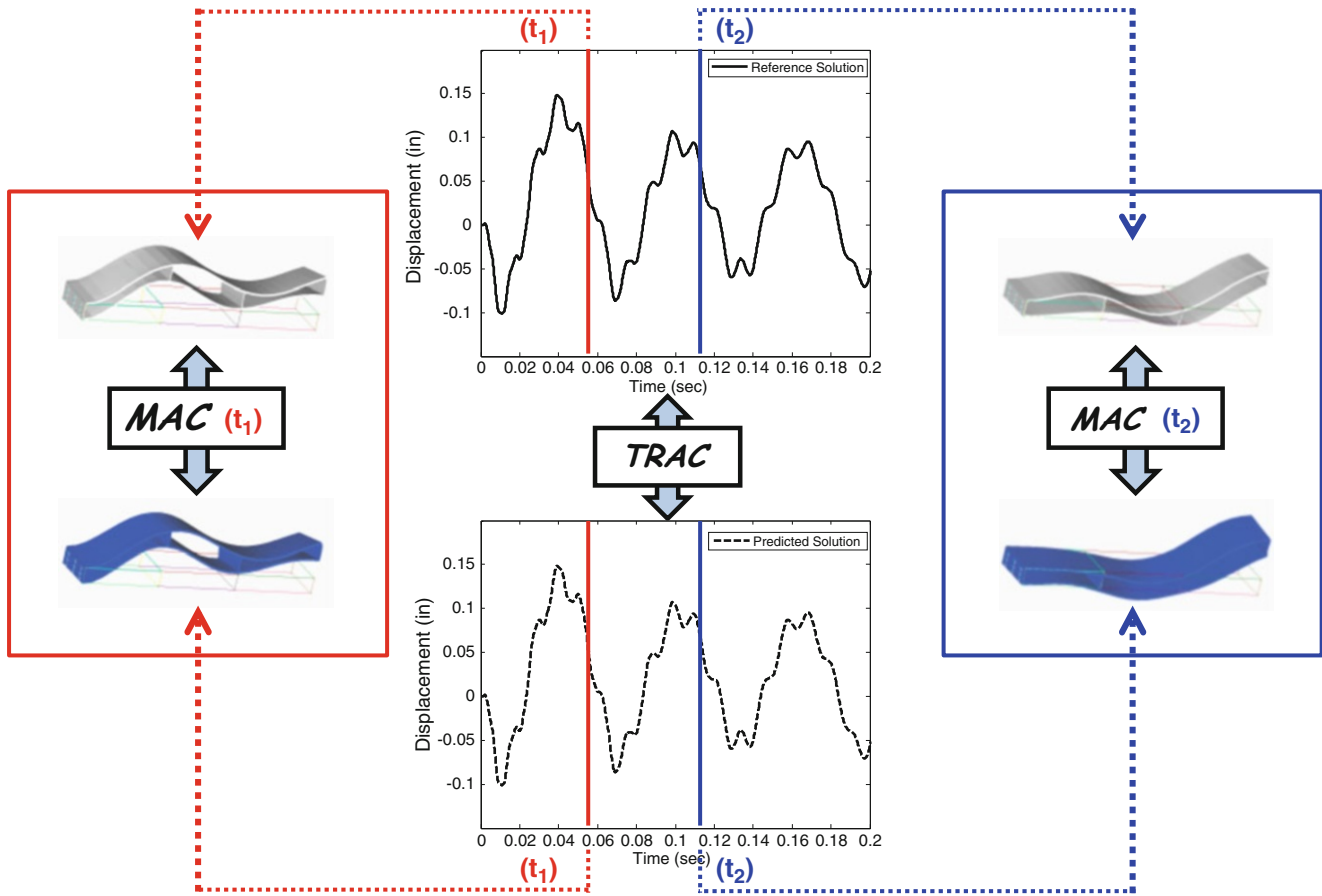 (t1)
(t2)
Reference Solution
0.15
0.1
0.05
0
-0.05
-0.1
Displacement (in)
0 0.02 0.04 0.06 0.08 0.1 0.12 0.14 0.16 0.18 0.2
Time (sec)
MAC (t1)
TRAC
MAC (t2)
Predicted Solution
0.15
0.1
0.05
0
-0.05
-0.1
Displacement (in)
0 0.02 0.04 0.06 0.08 0.1 0.12 0.14 0.16 0.18 0.2
Time (sec)
(t1)
(t2)